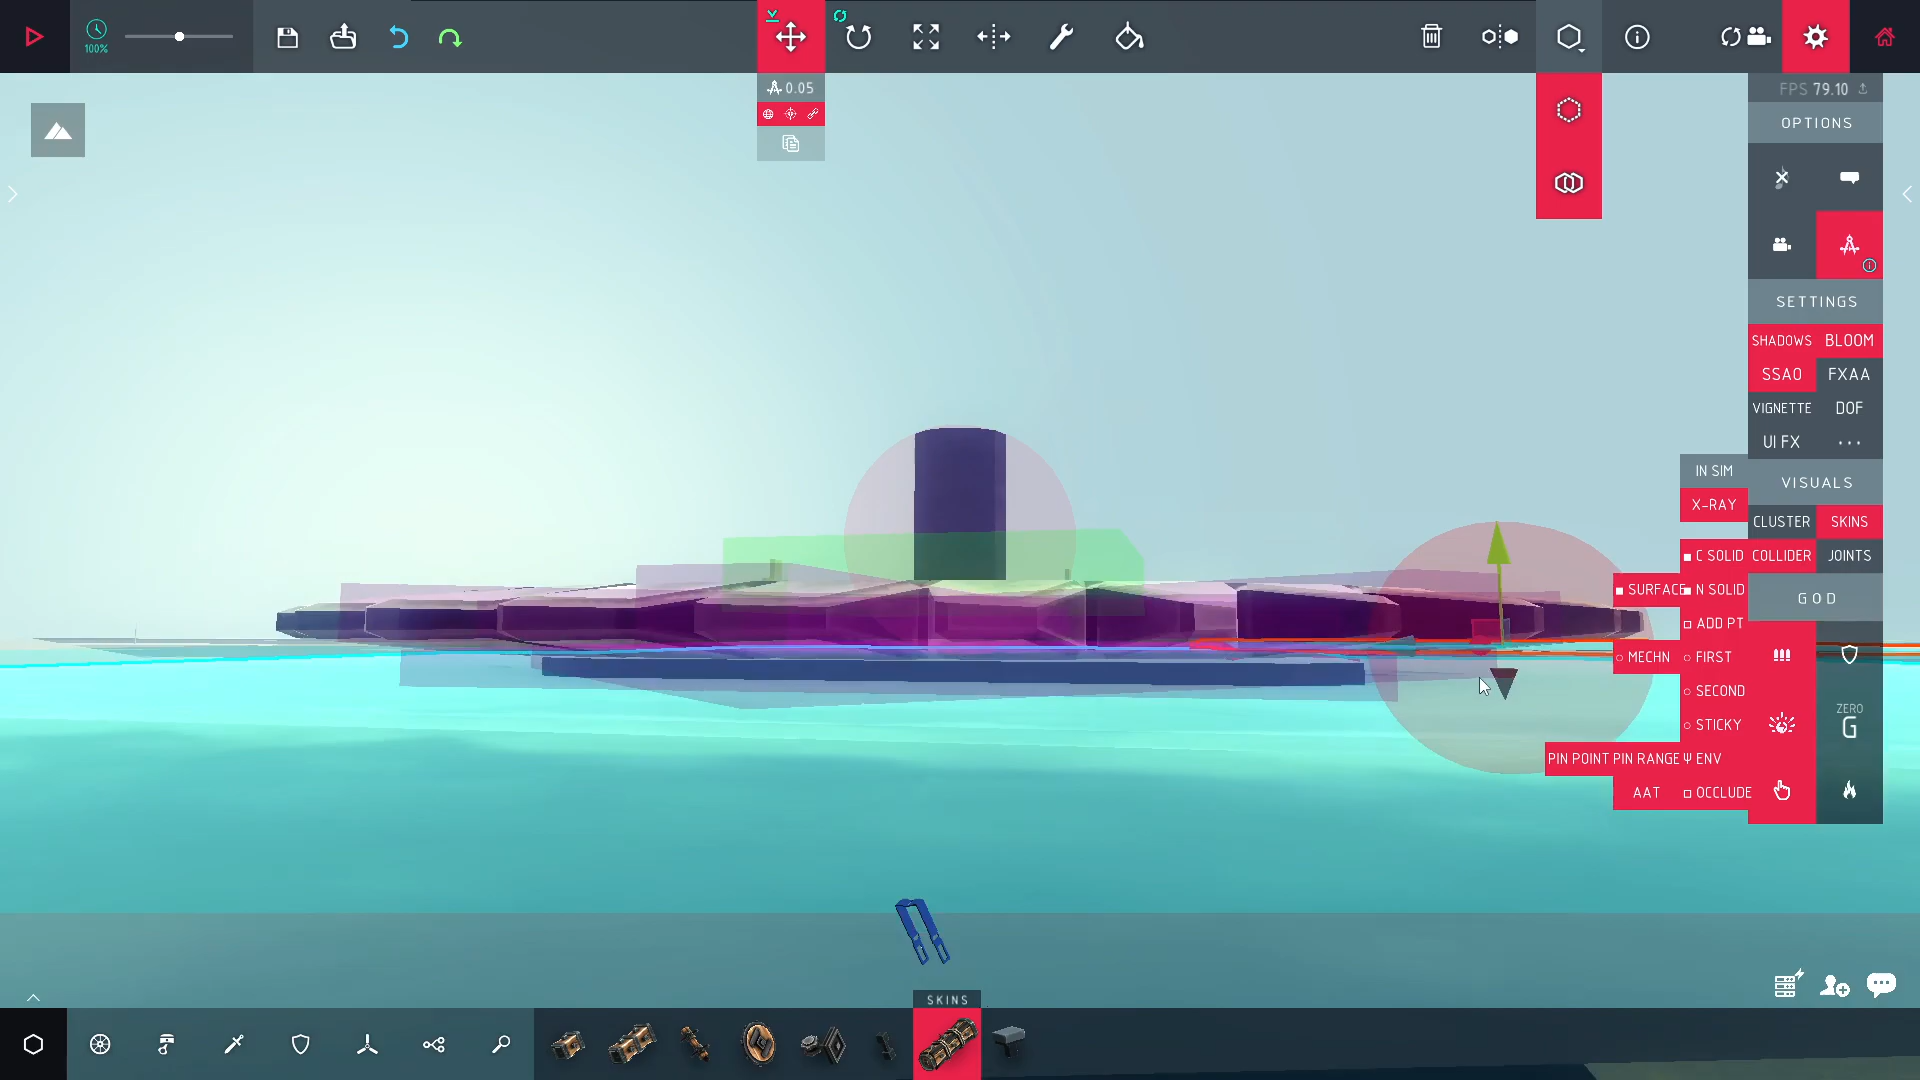 100%
0.05
FPS 79.10
OPTIONS
SETTINGS
SHADOWS BLOOM
SSAO FXAA
VIGNETTE DOF
UI FX ...
IN SIM
VISUALS
X-RAY
CLUSTER SKINS
C SOLID COLLIDER JOINTS
SURFACE N SOLID
GOD
ADD PT
MECHN FIRST
SECOND
ZERO
G
STICKY
PIN POINT PIN RANGE Ψ ENV
AAT OCCLUDE
SKINS